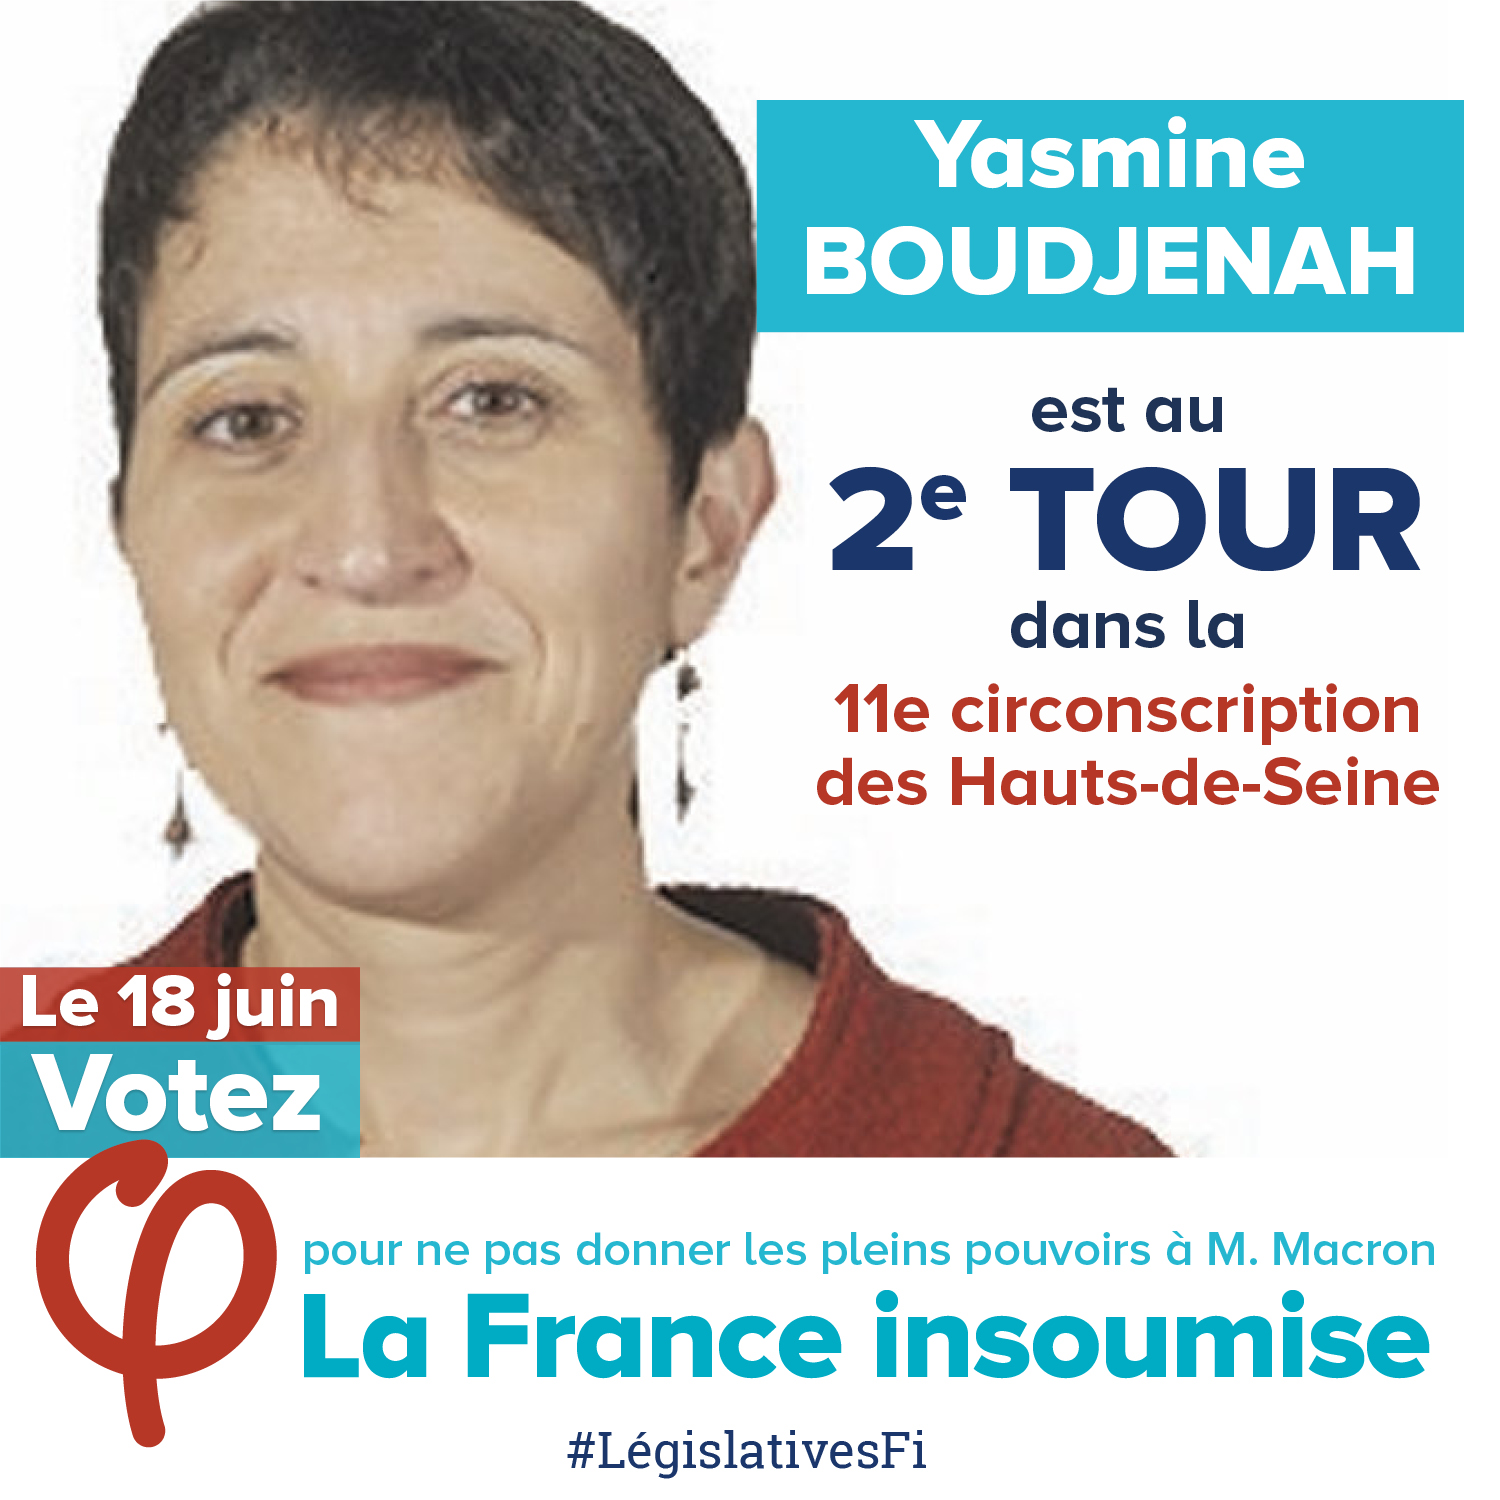 Yasmine
BOUDJENAH
est au
2e TOUR
dans la
11e circonscription
des Hauts-de-Seine
Le 18 juin
Votez
φ
pour ne pas donner les pleins pouvoirs à M. Macron
La France insoumise
#LégislativesFi